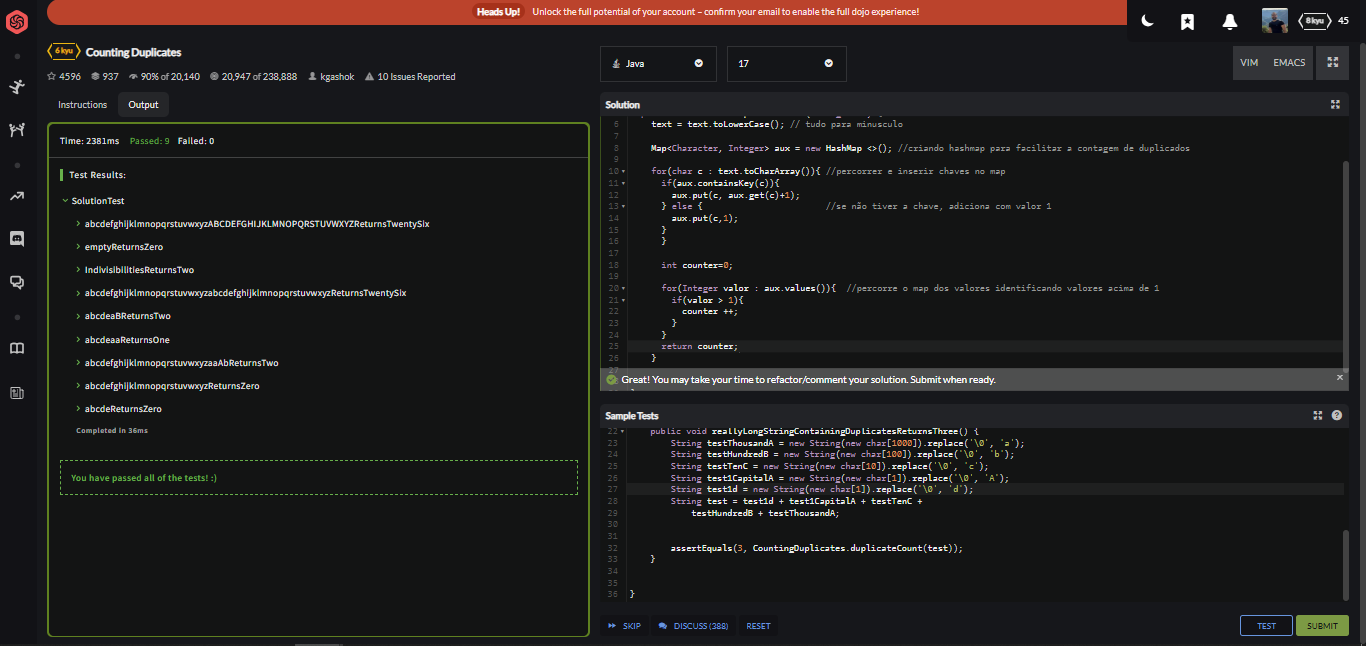 Heads Up! Unlock the full potential of your account – confirm your email to enable the full dojo experience!
8 kyu 45
6 kyu Counting Duplicates
4596 937 90% of 20,140 20,947 of 238,888 kgashok 10 Issues Reported
Instructions Output
Time: 2381ms Passed: 9 Failed: 0
Test Results:
SolutionTest
abcdefghijklmnopqrstuvwxyzABCDEFGHIJKLMNOPQRSTUVWXYZReturnsTwentySix
emptyReturnsZero
IndivisibilitiesReturnsTwo
abcdefghijklmnopqrstuvwxyzabcdefghijklmnopqrstuvwxyzReturnsTwentySix
abcdeaBReturnsTwo
abcdeaaReturnsOne
abcdefghijklmnopqrstuvwxyzaaAbReturnsTwo
abcdefghijklmnopqrstuvwxyzReturnsZero
abcdeReturnsZero
Completed in 36ms
You have passed all of the tests! :)
Java 17 VIM EMACS
Solution
6 text = text.toLowerCase(); // tudo para minusculo
7
8 Map<Character, Integer> aux = new HashMap <>(); //criando hashmap para facilitar a contagem de duplicados
9
10 for(char c : text.toCharArray()){ //percorrer e inserir chaves no map
11 if(aux.containsKey(c)){
12 aux.put(c, aux.get(c)+1);
13 } else { //se não tiver a chave, adiciona com valor 1
14 aux.put(c,1);
15 }
16 }
17
18 int counter=0;
19
20 for(Integer valor : aux.values()){ //percorre o map dos valores identificando valores acima de 1
21 if(valor > 1){
22 counter ++;
23 }
24 }
25 return counter;
26 }
Great! You may take your time to refactor/comment your solution. Submit when ready.
Sample Tests
22 public void reallyLongStringContainingDuplicatesReturnsThree() {
23 String testThousandA = new String(new char[1000]).replace('\0', 'a');
24 String testHundredB = new String(new char[100]).replace('\0', 'b');
25 String testTenC = new String(new char[10]).replace('\0', 'c');
26 String test1CapitalA = new String(new char[1]).replace('\0', 'A');
27 String test1d = new String(new char[1]).replace('\0', 'd');
28 String test = test1d + test1CapitalA + testTenC +
29 testHundredB + testThousandA;
30
31
32 assertEquals(3, CountingDuplicates.duplicateCount(test));
33 }
34
35
36 }
SKIP DISCUSS (388) RESET TEST SUBMIT